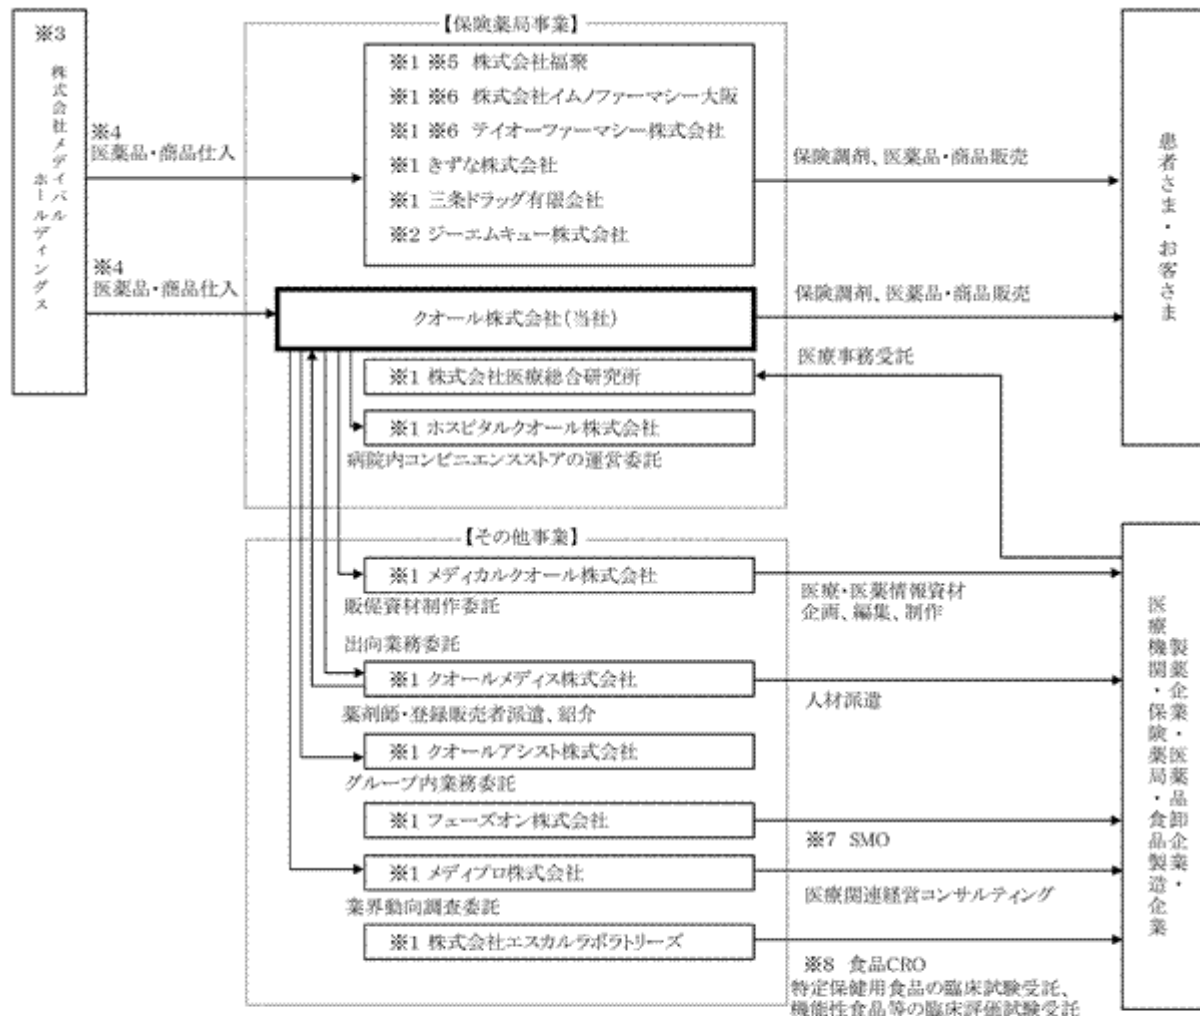 ※3
株式会社メディパル
ホールディングス
※4
医薬品・商品仕入
※4
医薬品・商品仕入
【保険薬局事業】
※1 ※5 株式会社福聚
※1 ※6 株式会社イムノファーマシー大阪
※1 ※6 テイオーファーマシー株式会社
※1 きずな株式会社
※1 三条ドラッグ有限会社
※2 ジーエムキュー株式会社
保険調剤、医薬品・商品販売
クオール株式会社(当社)
保険調剤、医薬品・商品販売
患者さま・お客さま
※1 株式会社医療総合研究所
医療事務受託
※1 ホスピタルクオール株式会社
病院内コンビニエンスストアの運営委託
【その他事業】
※1 メディカルクオール株式会社
販促資材制作委託
医療・医薬情報資材
企画、編集、制作
出向業務委託
※1 クオールメディス株式会社
薬剤師・登録販売者派遣、紹介
人材派遣
※1 クオールアシスト株式会社
グループ内業務委託
※1 フェーズオン株式会社
※7 SMO
※1 メディプロ株式会社
業界動向調査委託
医療関連経営コンサルティング
※1 株式会社エスカルラボラトリーズ
※8 食品CRO
特定保健用食品の臨床試験受託、
機能性食品等の臨床評価試験受託
製薬企業・医薬品卸企業・
医療機関・保険薬局・食品製造企業